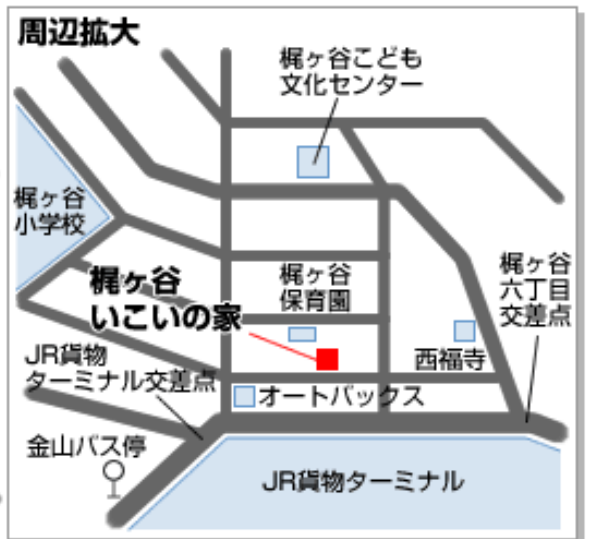 周辺拡大
梶ヶ谷こども
文化センター
梶ヶ谷
小学校
梶ヶ谷
いこいの家
梶ヶ谷
保育園
梶ヶ谷
六丁目
交差点
西福寺
JR貨物
ターミナル交差点
オートバックス
金山バス停
JR貨物ターミナル